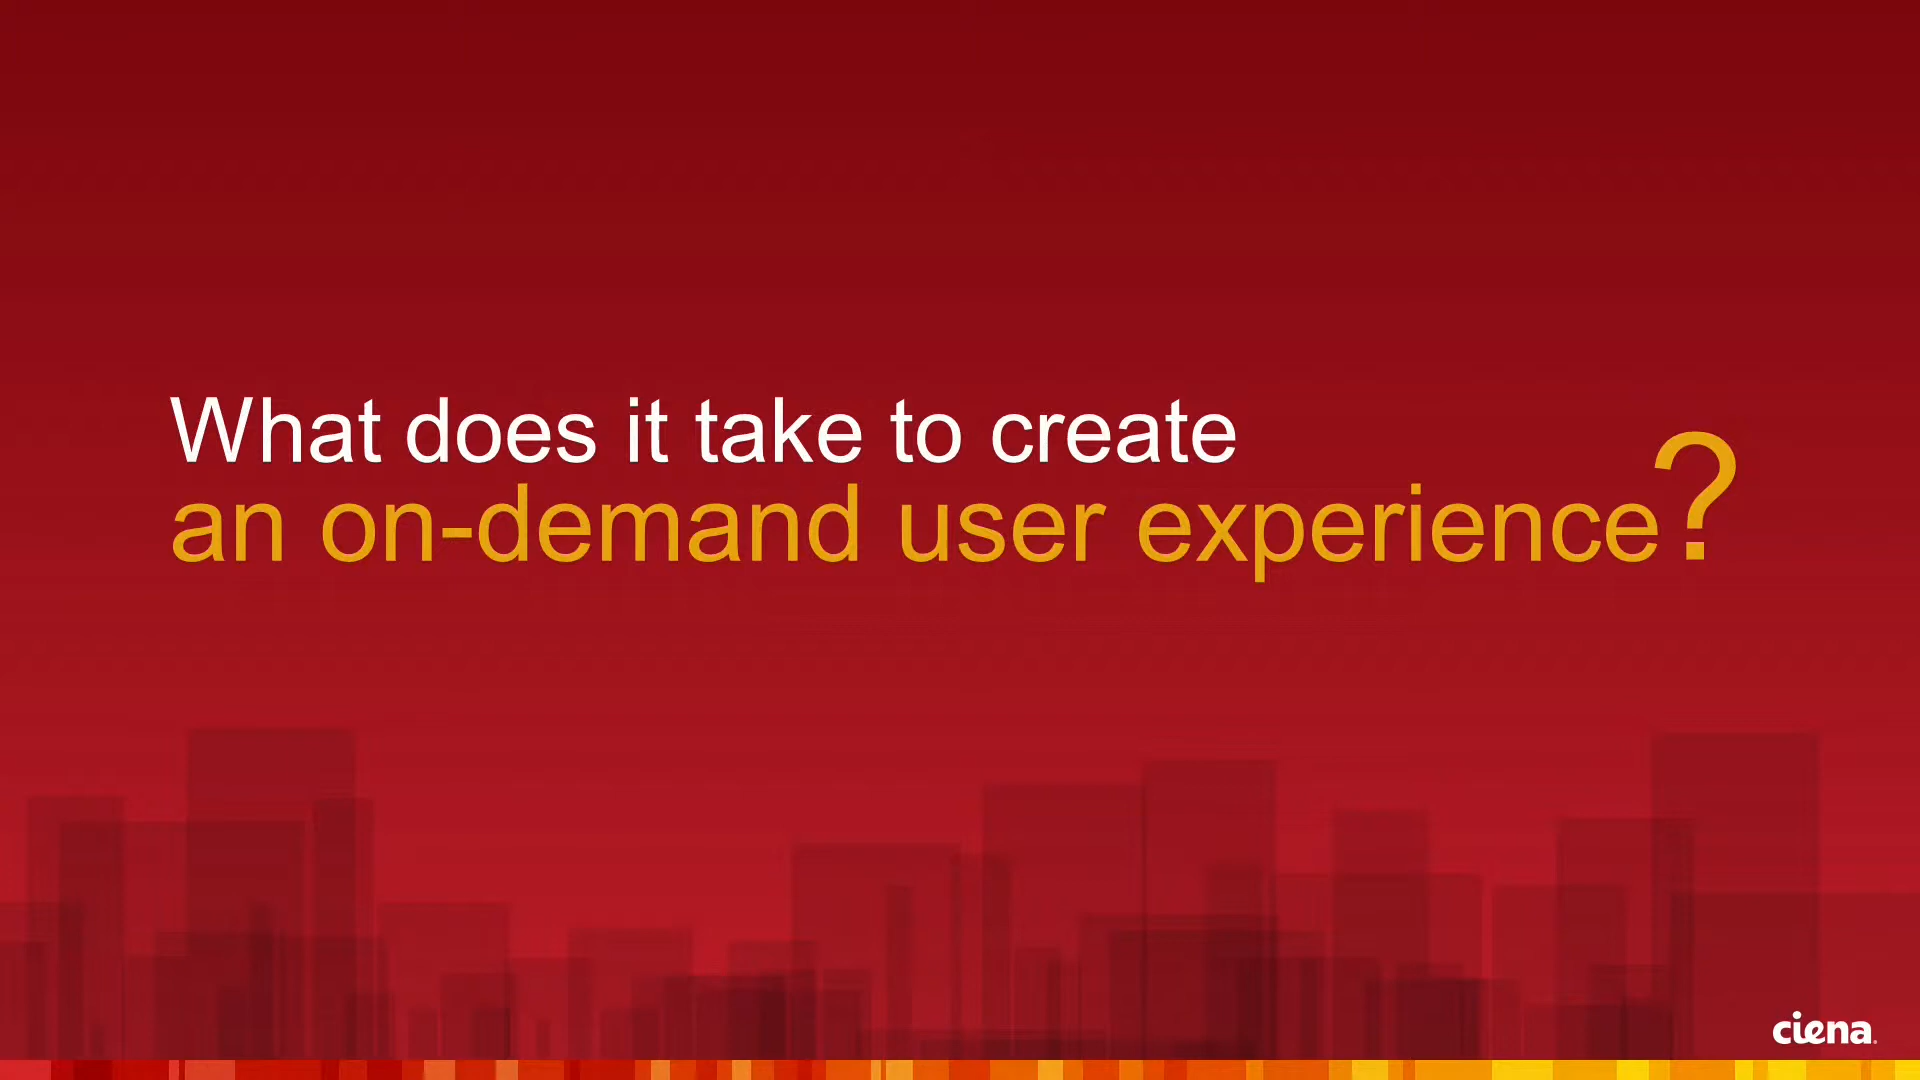 What does it take to create
an on-demand user experience?
ciena